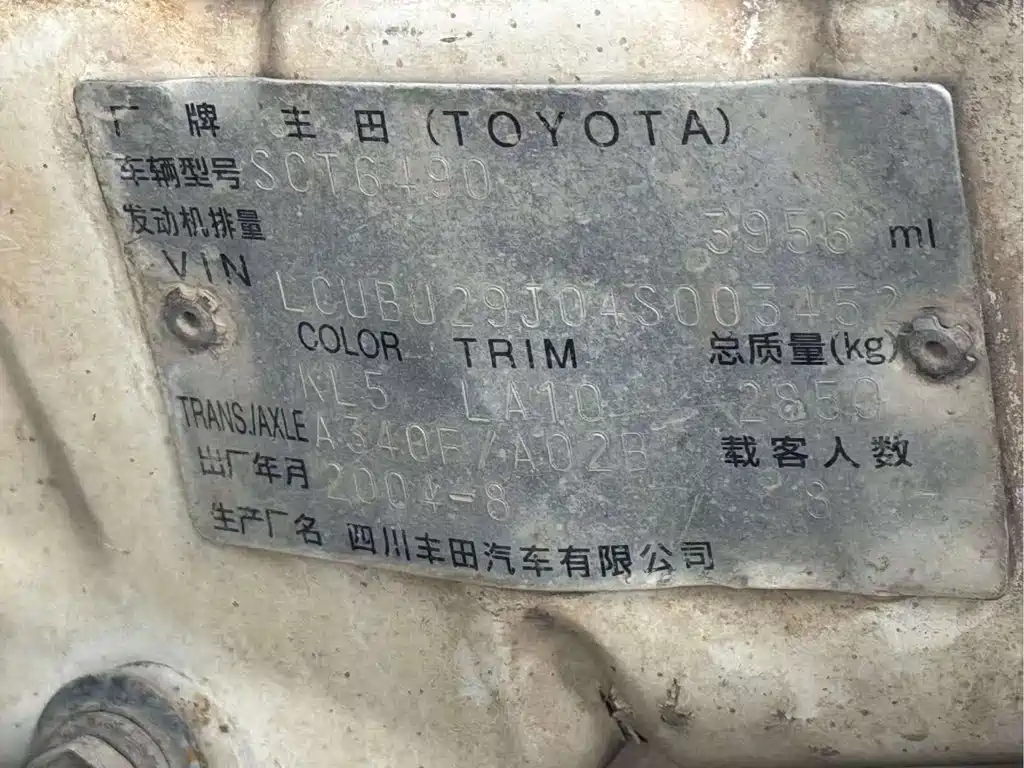 厂牌 丰田(TOYOTA)
车辆型号 SCT6490
发动机排量 3956 ml
VIN LCUBU29J04S003452
COLOR TRIM 总质量(kg)
KL5 LA10 2850
TRANS./AXLE A340F/A02B 载客人数
出厂年月 2004-8 8
生产厂名 四川丰田汽车有限公司